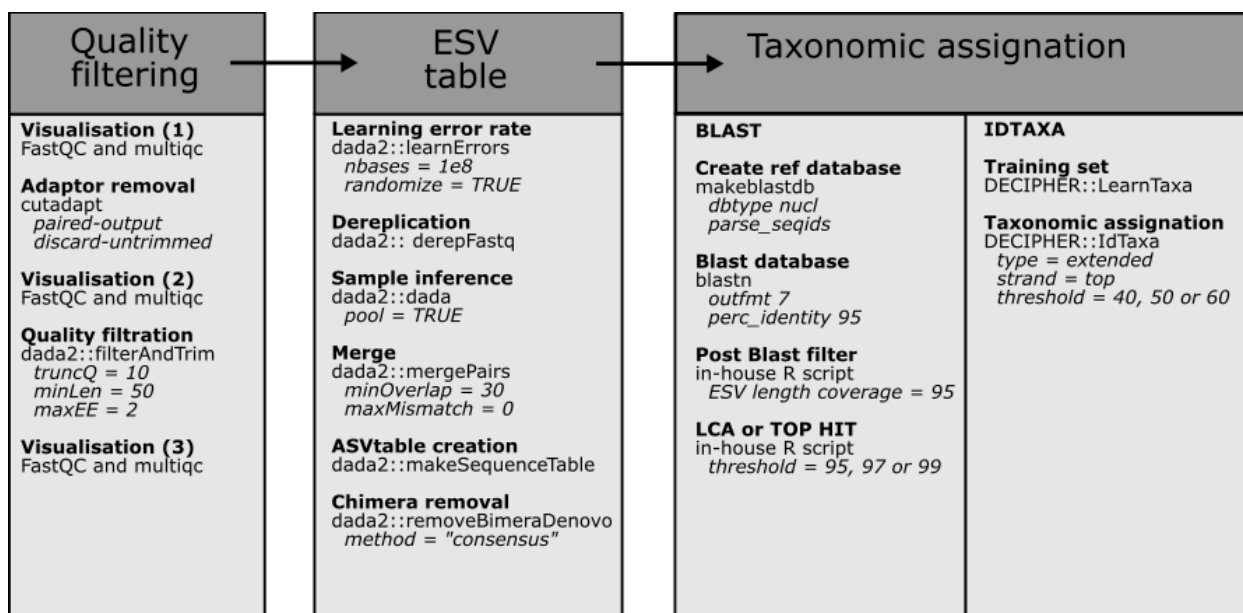 Quality
filtering
Visualisation (1)
FastQC and multiqc
Adaptor removal
cutadapt
paired-output
discard-untrimmed
Visualisation (2)
FastQC and multiqc
Quality filtration
dada2::filterAndTrim
truncQ = 10
minLen = 50
maxEE = 2
Visualisation (3)
FastQC and multiqc
ESV
table
Learning error rate
dada2::learnErrors
nbases = 1e8
randomize = TRUE
Dereplication
dada2:: derepFastq
Sample inference
dada2::dada
pool = TRUE
Merge
dada2::mergePairs
minOverlap = 30
maxMismatch = 0
ASVtable creation
dada2::makeSequenceTable
Chimera removal
dada2::removeBimeraDenovo
method = "consensus"
Taxonomic assignation
BLAST
Create ref database
makeblastdb
dbtype nucl
parse_seqids
Blast database
blastn
outfmt 7
perc_identity 95
Post Blast filter
in-house R script
ESV length coverage = 95
LCA or TOP HIT
in-house R script
threshold = 95, 97 or 99
IDTAXA
Training set
DECIPHER::LearnTaxa
Taxonomic assignation
DECIPHER::IdTaxa
type = extended
strand = top
threshold = 40, 50 or 60